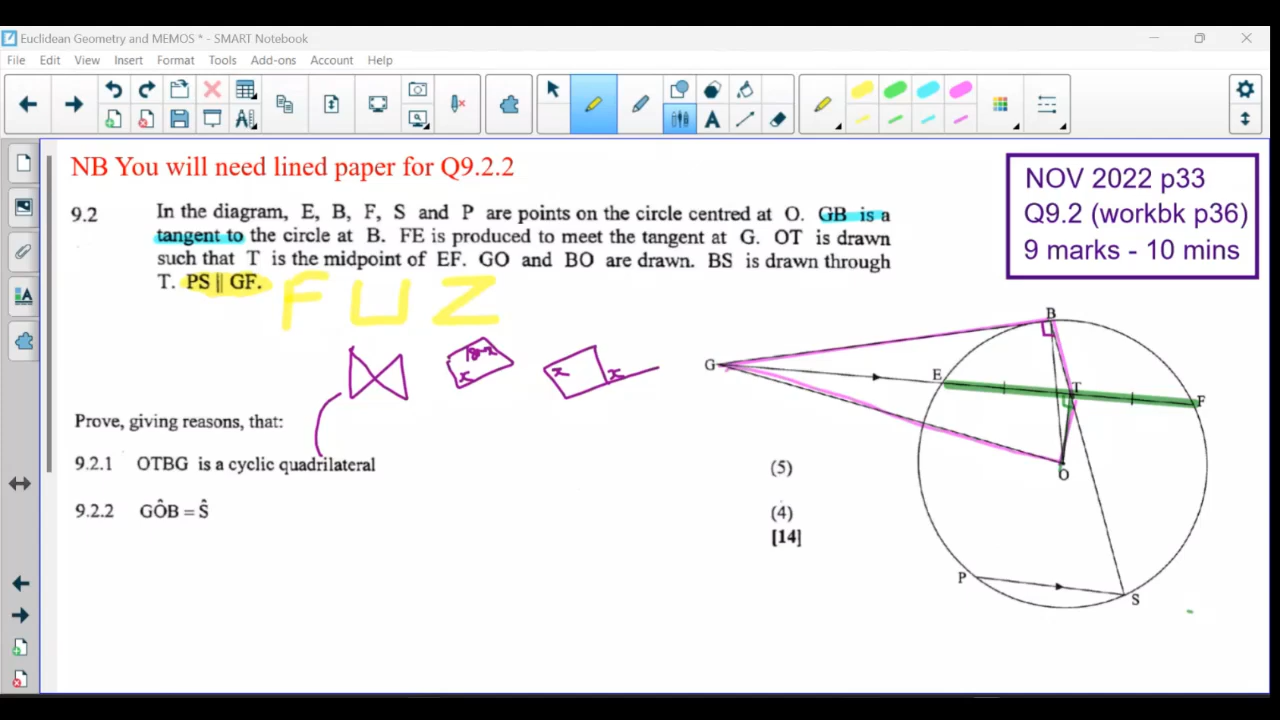 Euclidean Geometry and MEMOS * - SMART Notebook
File Edit View Insert Format Tools Add-ons Account Help
NB You will need lined paper for Q9.2.2
NOV 2022 p33
Q9.2 (workbk p36)
9 marks - 10 mins
9.2 In the diagram, E, B, F, S and P are points on the circle centred at O. GB is a
tangent to the circle at B. FE is produced to meet the tangent at G. OT is drawn
such that T is the midpoint of EF. GO and BO are drawn. BS is drawn through
T. PS || GF.
F U Z
x 180-x
x x
Prove, giving reasons, that:
9.2.1 OTBG is a cyclic quadrilateral (5)
9.2.2 GÔB = Ŝ (4)
[14]
B
G
E
T
F
O
P
S